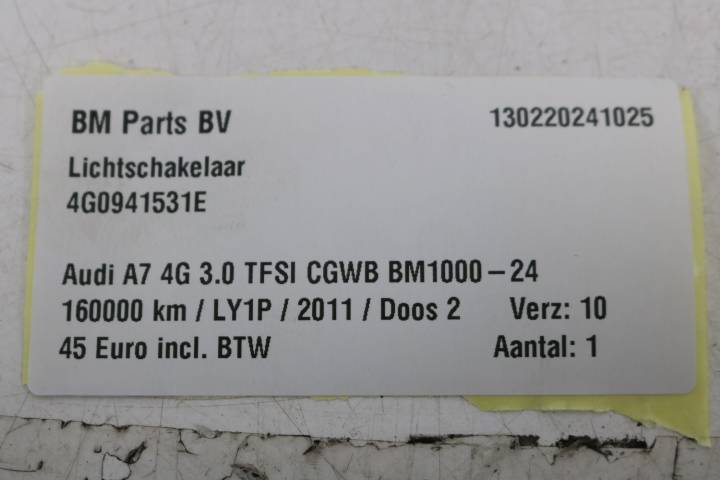 BM Parts BV 130220241025
Lichtschakelaar
4G0941531E
Audi A7 4G 3.0 TFSI CGWB BM1000-24
160000 km / LY1P / 2011 / Doos 2 Verz: 10
45 Euro incl. BTW Aantal: 1